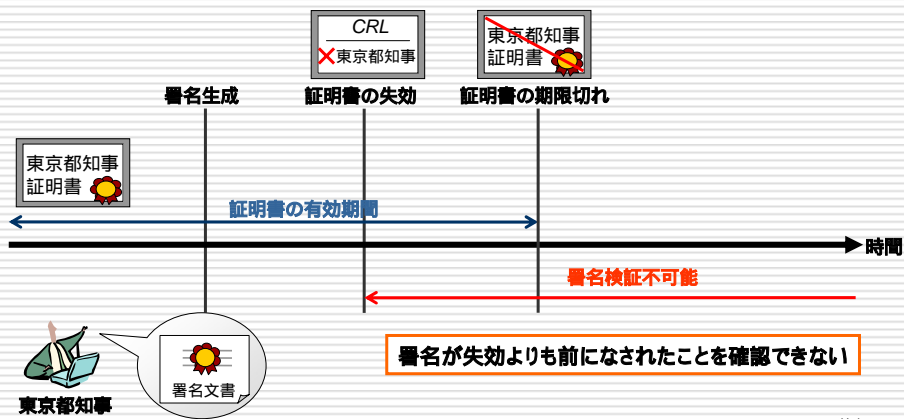 CRL
×東京都知事
東京都知事
証明書
署名生成
証明書の失効
証明書の期限切れ
東京都知事
証明書
証明書の有効期間
時間
署名検証不可能
署名が失効よりも前になされたことを確認できない
署名文書
東京都知事